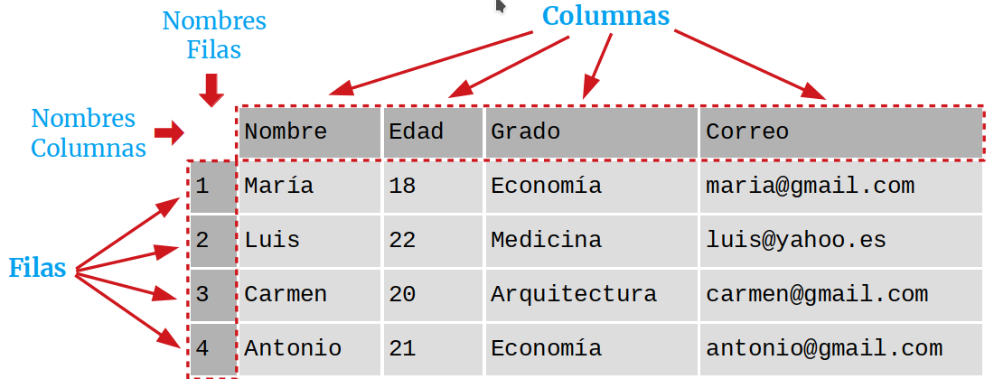 Columnas
Nombres
Filas
Nombres
Columnas
Nombre Edad Grado Correo
1 María 18 Economía maria@gmail.com
2 Luis 22 Medicina luis@yahoo.es
Filas
3 Carmen 20 Arquitectura carmen@gmail.com
4 Antonio 21 Economía antonio@gmail.com